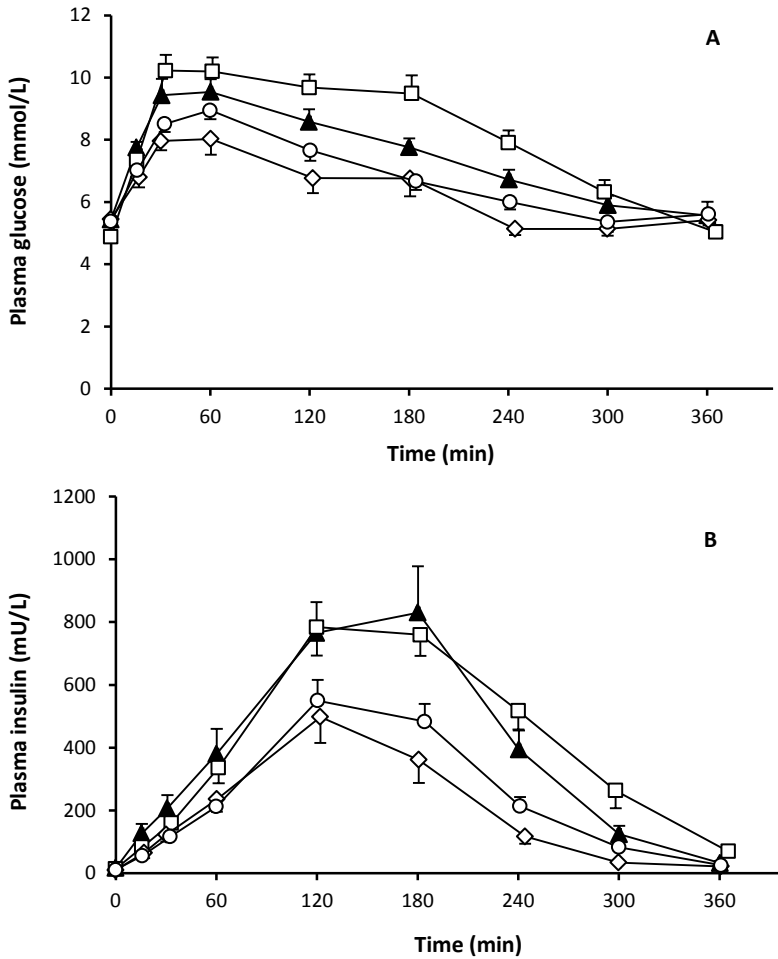 A
Plasma glucose (mmol/L)
12
10
8
6
4
2
0
0 60 120 180 240 300 360
Time (min)
B
Plasma insulin (mU/L)
1200
1000
800
600
400
200
0
0 60 120 180 240 300 360
Time (min)